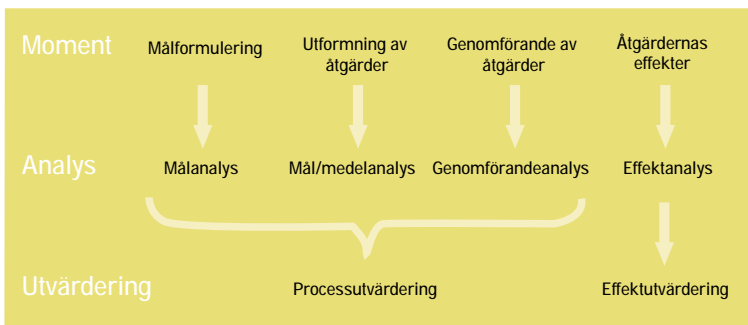 Moment
Målformulering
Utformning av
åtgärder
Genomförande av
åtgärder
Åtgärdernas
effekter
Analys
Målanalys
Mål/medelanalys
Genomförandeanalys
Effektanalys
Utvärdering
Processutvärdering
Effektutvärdering